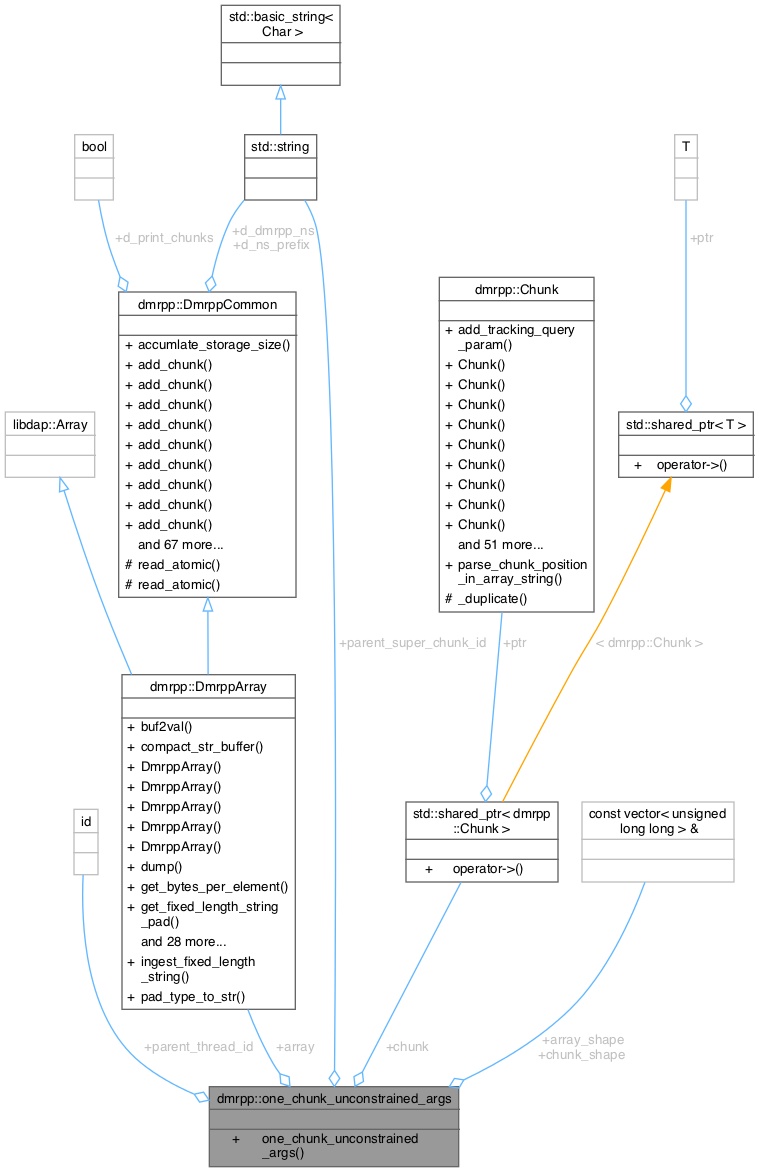 std::basic_string<
Char >
bool
std::string
T
+d_print_chunks
+d_dmrpp_ns
+d_ns_prefix
+ptr
dmrpp::DmrppCommon
+ accumlate_storage_size()
+ add_chunk()
+ add_chunk()
+ add_chunk()
+ add_chunk()
+ add_chunk()
+ add_chunk()
+ add_chunk()
+ add_chunk()
+ add_chunk()
and 67 more...
# read_atomic()
# read_atomic()
dmrpp::Chunk
+ add_tracking_query
_param()
+ Chunk()
+ Chunk()
+ Chunk()
+ Chunk()
+ Chunk()
+ Chunk()
+ Chunk()
+ Chunk()
+ Chunk()
and 51 more...
+ parse_chunk_position
_in_array_string()
# _duplicate()
libdap::Array
std::shared_ptr< T >
+ operator->()
+parent_super_chunk_id
+ptr
< dmrpp::Chunk >
dmrpp::DmrppArray
+ buf2val()
+ compact_str_buffer()
+ DmrppArray()
+ DmrppArray()
+ DmrppArray()
+ DmrppArray()
+ DmrppArray()
+ dump()
+ get_bytes_per_element()
+ get_fixed_length_string
_pad()
and 28 more...
+ ingest_fixed_length
_string()
+ pad_type_to_str()
id
std::shared_ptr< dmrpp
::Chunk >
+ operator->()
const vector< unsigned
long long > &
+parent_thread_id
+array
+chunk
+array_shape
+chunk_shape
dmrpp::one_chunk_unconstrained_args
+ one_chunk_unconstrained
_args()